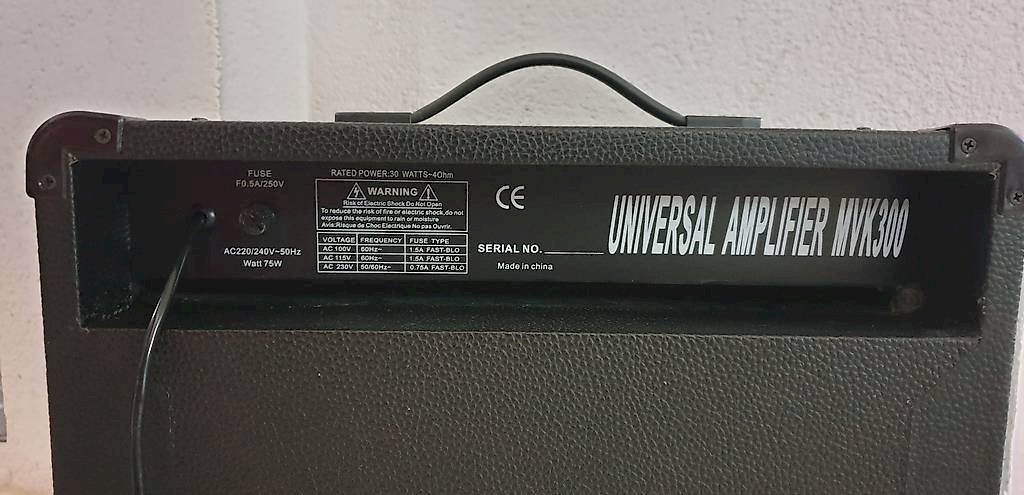 FUSE
F0.5A/250V
AC220/240V~50Hz
Watt 75W
RATED POWER:30 WATTS~4Ohm
WARNING
Risk of Electric Shock Do Not Open
To reduce the risk of fire or electric shock,do not
expose this equipment to rain or moisture
Avis:Risque de Choc Electrique No pas Ouvrir.
VOLTAGE FREQUENCY FUSE TYPE
AC 100V 60Hz~ 1.5A FAST-BLO
AC 115V 60Hz~ 1.5A FAST-BLO
AC 230V 50/60Hz~ 0.75A FAST-BLO
CE
SERIAL NO.
Made in china
UNIVERSAL AMPLIFIER MVK300